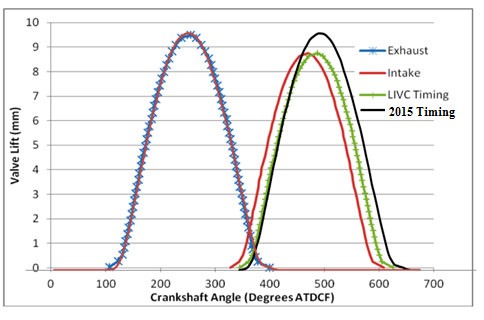 10
9
8
7
6
5
4
3
2
1
0
Valve Lift (mm)
Exhaust
Intake
LIVC Timing
2015 Timing
0 100 200 300 400 500 600 700
Crankshaft Angle (Degrees ATDCF)